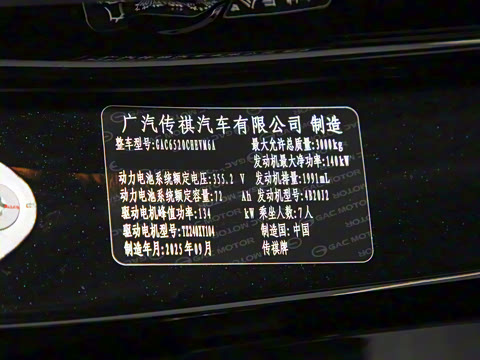 广汽传祺汽车有限公司 制造
整车型号:GAC6520CHEVM6A 最大允许总质量:3000kg
发动机最大净功率:140kW
动力电池系统额定电压:355.2 V 发动机排量:1991mL
动力电池系统额定容量:72 Ah 发动机型号:4B20J2
驱动电机峰值功率:134 kW 乘坐人数:7人
驱动电机型号:TZ240XY104 制造国:中国
制造年月:2025年09月 传祺牌
GAC MOTOR